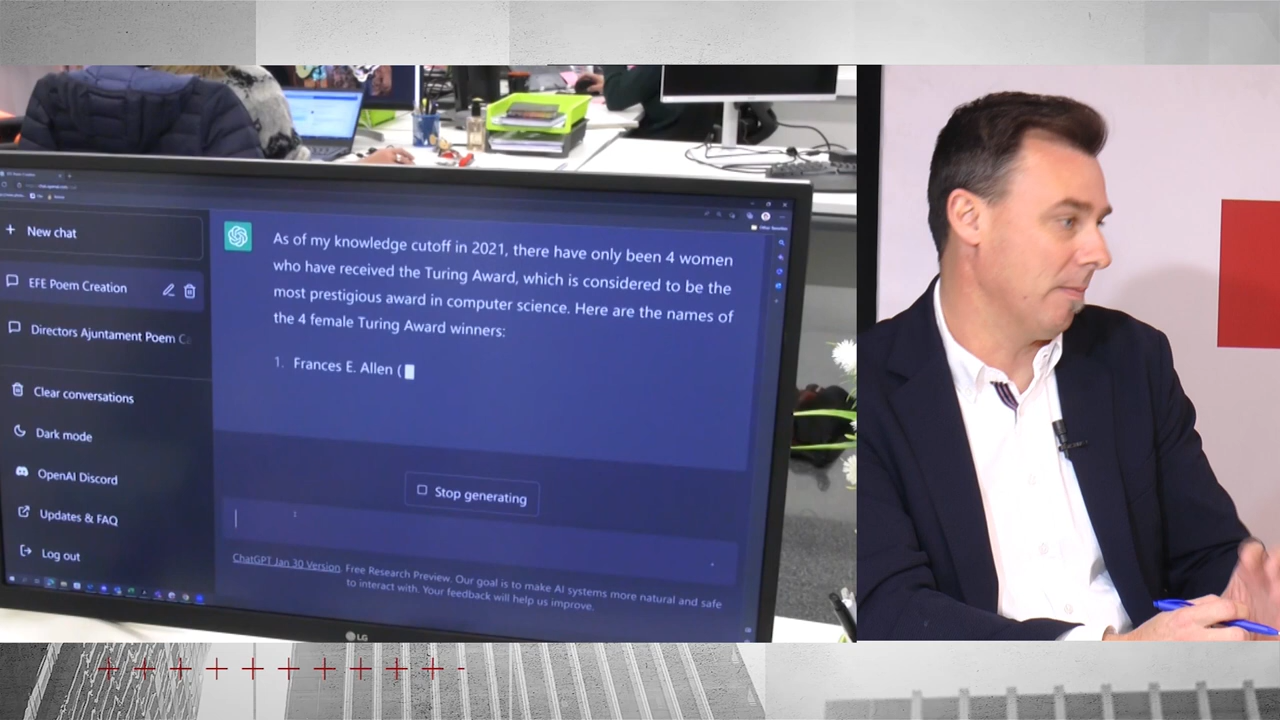 + New chat
EFE Poem Creation
Directors Ajuntament Poem C
Clear conversations
Dark mode
OpenAI Discord
Updates & FAQ
Log out
As of my knowledge cutoff in 2021, there have only been 4 women
who have received the Turing Award, which is considered to be the
most prestigious award in computer science. Here are the names of
the 4 female Turing Award winners:
1. Frances E. Allen (
Stop generating
ChatGPT Jan 30 Version. Free Research Preview. Our goal is to make AI systems more natural and safe
to interact with. Your feedback will help us improve.
LG